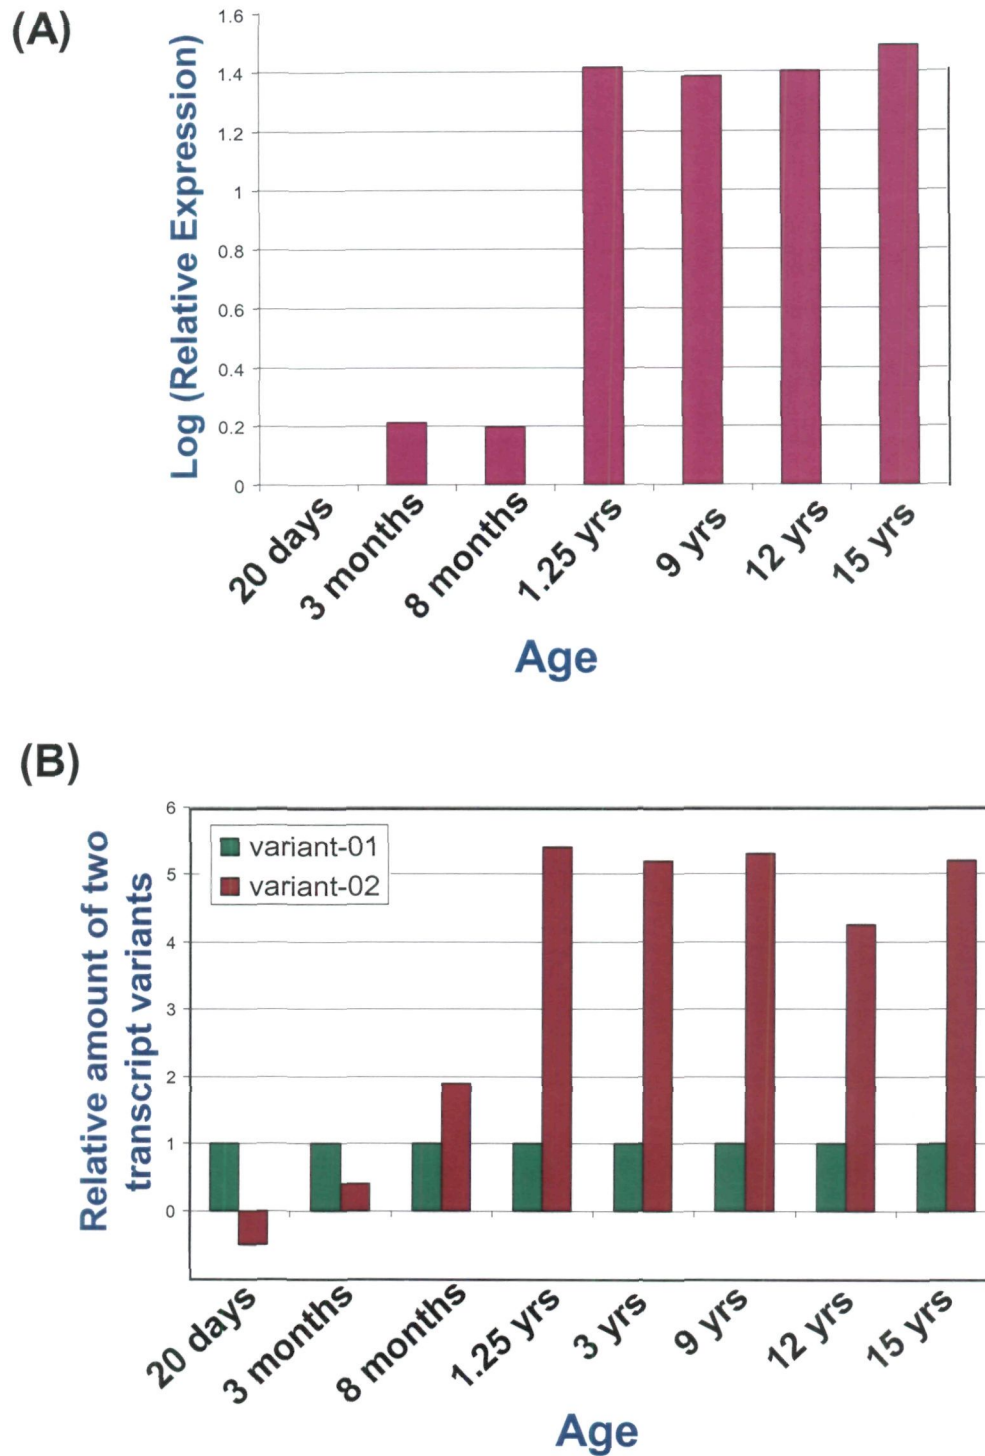 (A)
Log (Relative Expression)
1.6
1.4
1.2
1
0.8
0.6
0.4
0.2
0
20 days
3 months
8 months
1.25 yrs
9 yrs
12 yrs
15 yrs
Age
(B)
Relative amount of two
transcript variants
6
5
4
3
2
1
0
variant-01
variant-02
20 days
3 months
8 months
1.25 yrs
3 yrs
9 yrs
12 yrs
15 yrs
Age